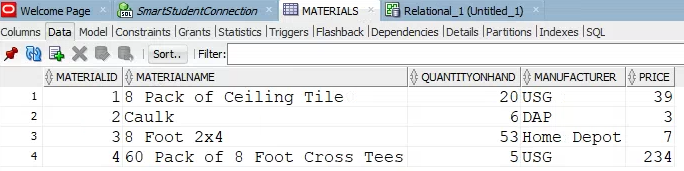 Welcome Page SmartStudentConnection MATERIALS Relational_1 (Untitled_1)
Columns Data Model Constraints Grants Statistics Triggers Flashback Dependencies Details Partitions Indexes SQL
Sort.. Filter:
MATERIALID MATERIALNAME QUANTITYONHAND MANUFACTURER PRICE
1 1 8 Pack of Ceiling Tile 20 USG 39
2 2 Caulk 6 DAP 3
3 3 8 Foot 2x4 53 Home Depot 7
4 4 60 Pack of 8 Foot Cross Tees 5 USG 234